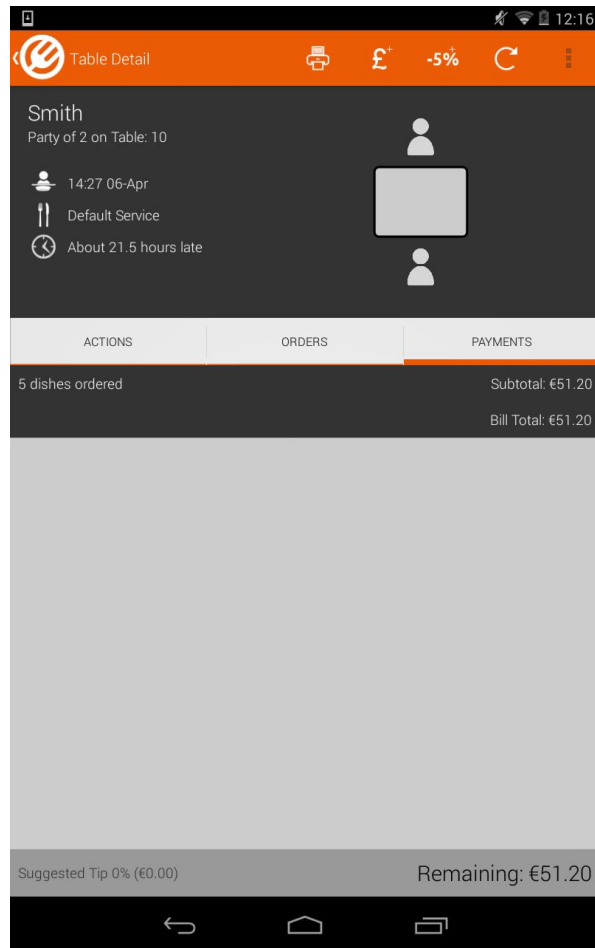 12:16
Table Detail
£+
-5%+
Smith
Party of 2 on Table: 10
14:27 06-Apr
Default Service
About 21.5 hours late
ACTIONS
ORDERS
PAYMENTS
5 dishes ordered
Subtotal: €51.20
Bill Total: €51.20
Suggested Tip 0% (€0.00)
Remaining: €51.20